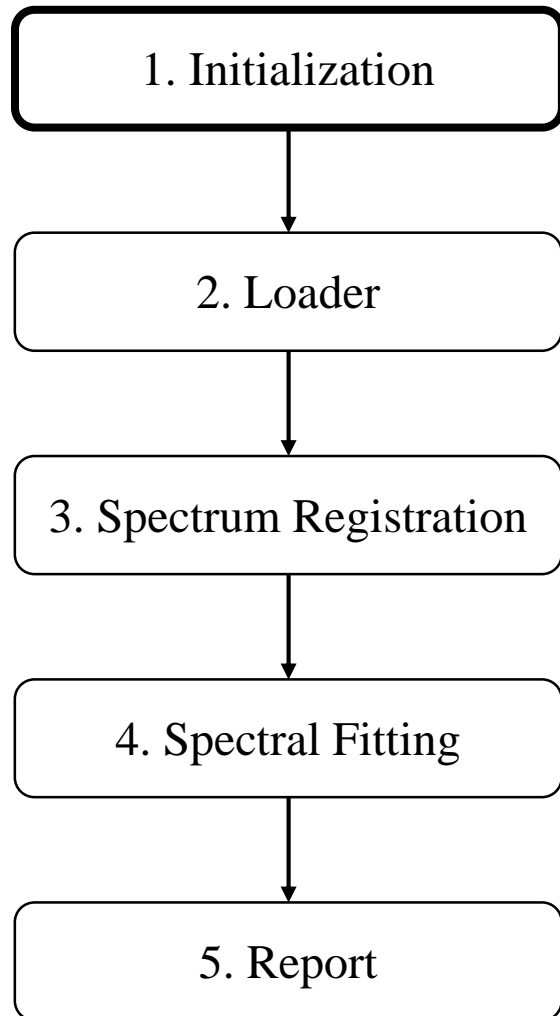 1. Initialization
2. Loader
3. Spectrum Registration
4. Spectral Fitting
5. Report